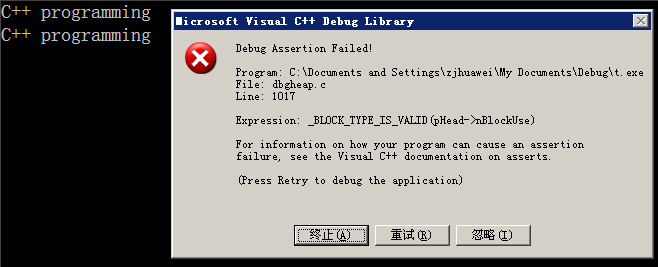 C++ programming
C++ programming
Microsoft Visual C++ Debug Library
Debug Assertion Failed!
Program: C:\Documents and Settings\zjhuawei\My Documents\Debug\t.exe
File: dbgheap.c
Line: 1017
Expression: _BLOCK_TYPE_IS_VALID(pHead->nBlockUse)
For information on how your program can cause an assertion
failure, see the Visual C++ documentation on asserts.
(Press Retry to debug the application)
终止(A) 重试(R) 忽略(I)